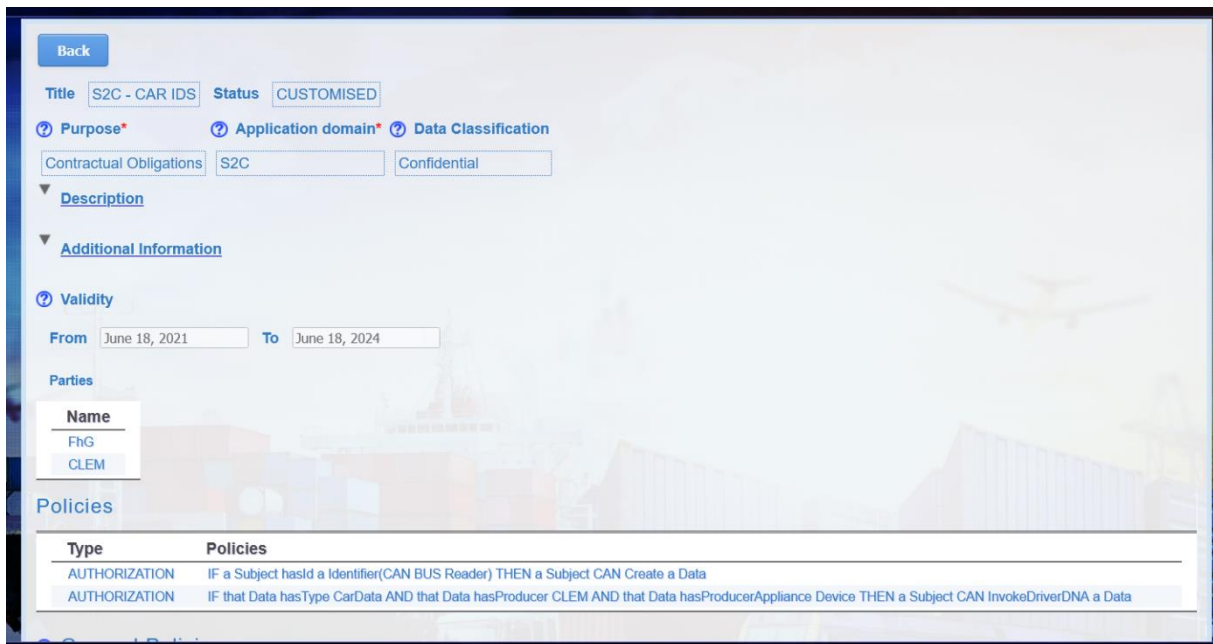 Back
Title S2C - CAR IDS Status CUSTOMISED
Purpose* Application domain* Data Classification
Contractual Obligations S2C Confidential
Description
Additional Information
Validity
From June 18, 2021 To June 18, 2024
Parties
Name
FhG
CLEM
Policies
Type Policies
AUTHORIZATION IF a Subject hasId a Identifier(CAN BUS Reader) THEN a Subject CAN Create a Data
AUTHORIZATION IF that Data hasType CarData AND that Data hasProducer CLEM AND that Data hasProducerAppliance Device THEN a Subject CAN InvokeDriverDNA a Data